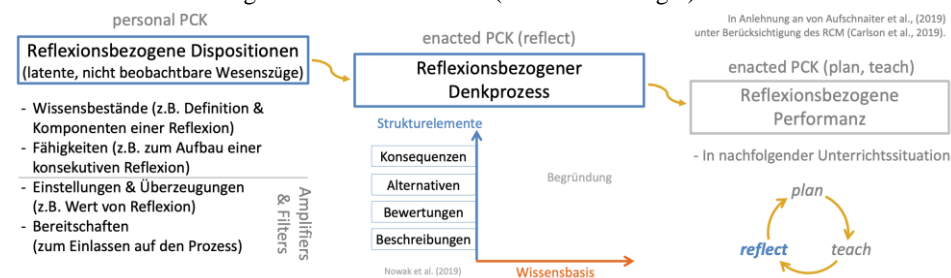 personal PCK
Reflexionsbezogene Dispositionen
(latente, nicht beobachtbare Wesenszüge)
- Wissensbestände (z.B. Definition &
Komponenten einer Reflexion)
- Fähigkeiten (z.B. zum Aufbau einer
konsekutiven Reflexion)
- Einstellungen & Überzeugungen
(z.B. Wert von Reflexion)
- Bereitschaften
(zum Einlassen auf den Prozess)
Amplifiers
& Filters
enacted PCK (reflect)
Reflexionsbezogener
Denkprozess
Strukturelemente
Konsequenzen
Alternativen
Bewertungen
Beschreibungen
Begründung
Nowak et al. (2019)
Wissensbasis
In Anlehnung an von Aufschnaiter et al., (2019)
unter Berücksichtigung des RCM (Carlson et al., 2019).
enacted PCK (plan, teach)
Reflexionsbezogene
Performanz
- In nachfolgender Unterrichtssituation
plan
reflect
teach